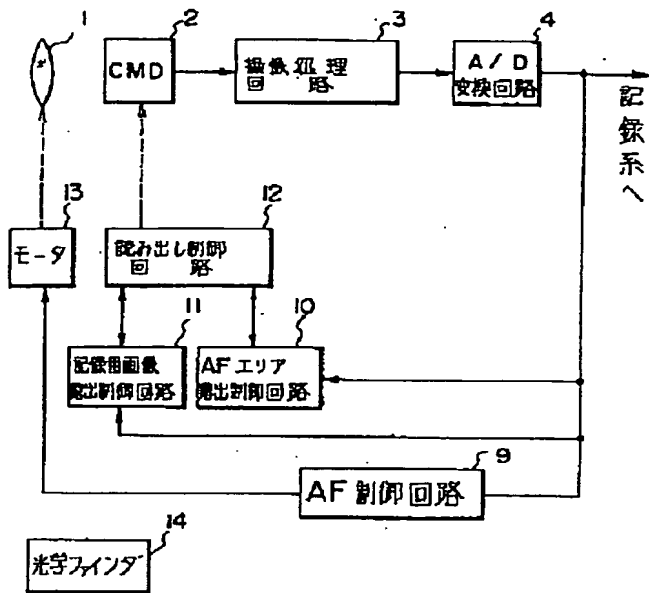 1
2
3
4
CMD
撮像処理
回路
A/D
変換回路
記録系へ
13
12
モータ
読み出し制御
回路
11
10
記録用画像
露出制御回路
AFエリア
露出制御回路
9
AF制御回路
14
光学ファインダ